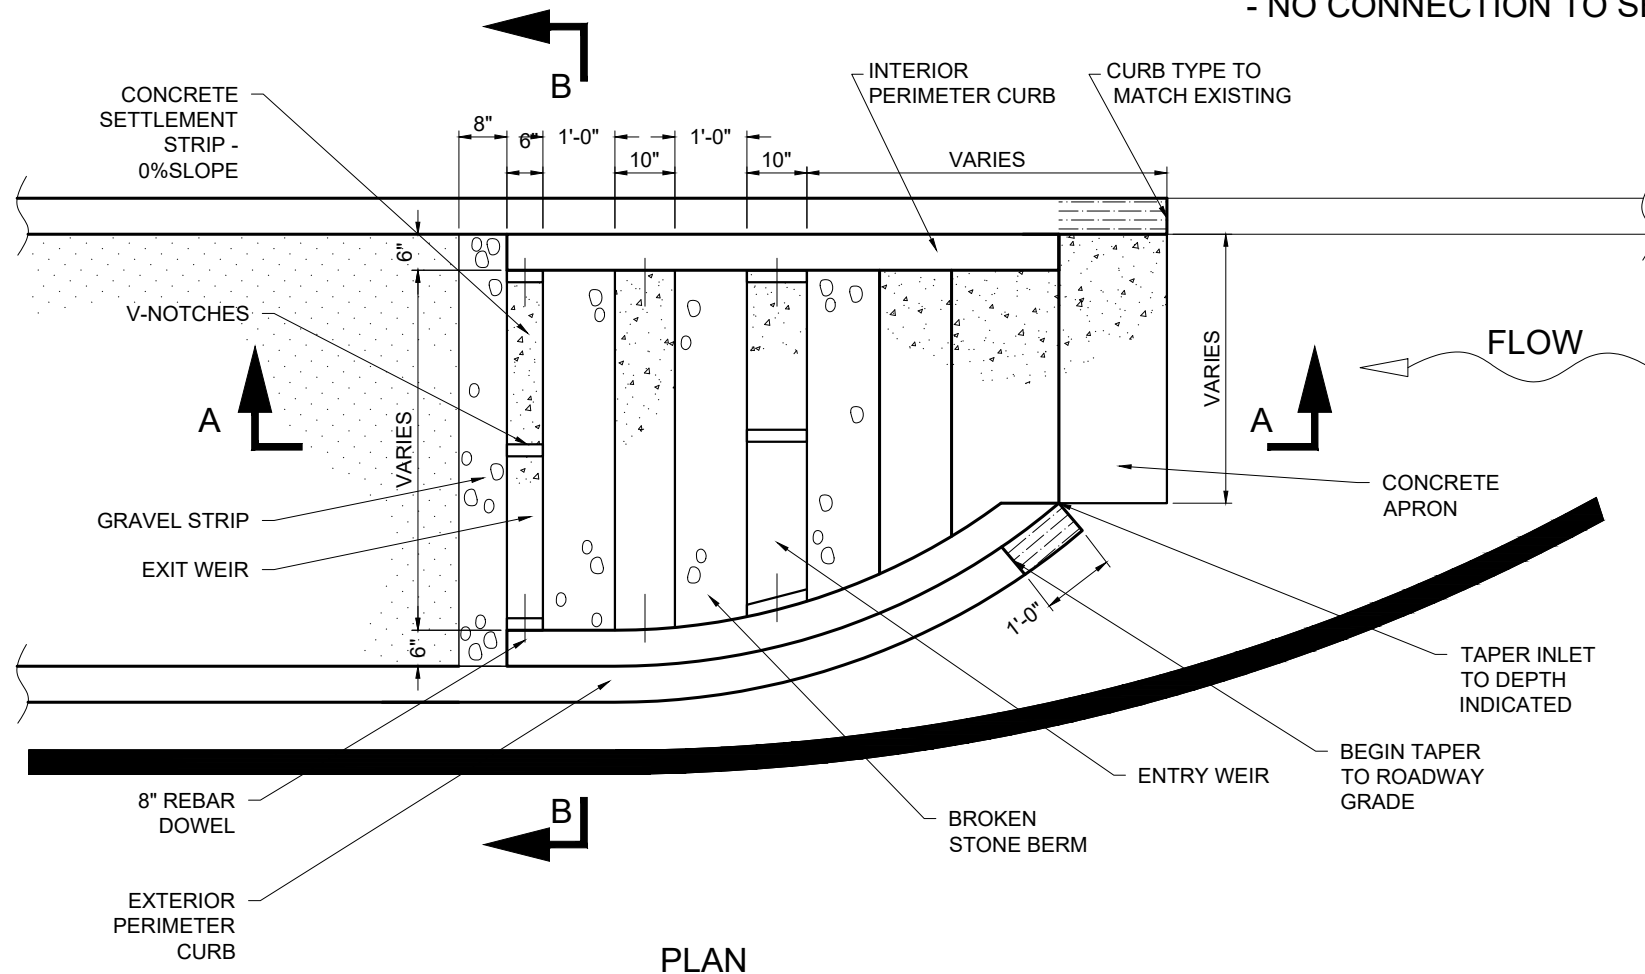 - NO CONNECTION TO
B
CONCRETE
SETTLEMENT
STRIP -
0%SLOPE
INTERIOR
PERIMETER CURB
CURB TYPE TO
MATCH EXISTING
8"
6"
1'-0"
10"
1'-0"
10"
VARIES
6"
V-NOTCHES
FLOW
A
VARIES
VARIES
A
GRAVEL STRIP
CONCRETE
APRON
EXIT WEIR
1'-0"
6"
TAPER INLET
TO DEPTH
INDICATED
BEGIN TAPER
TO ROADWAY
GRADE
ENTRY WEIR
8" REBAR
DOWEL
B
BROKEN
STONE BERM
EXTERIOR
PERIMETER
CURB
PLAN